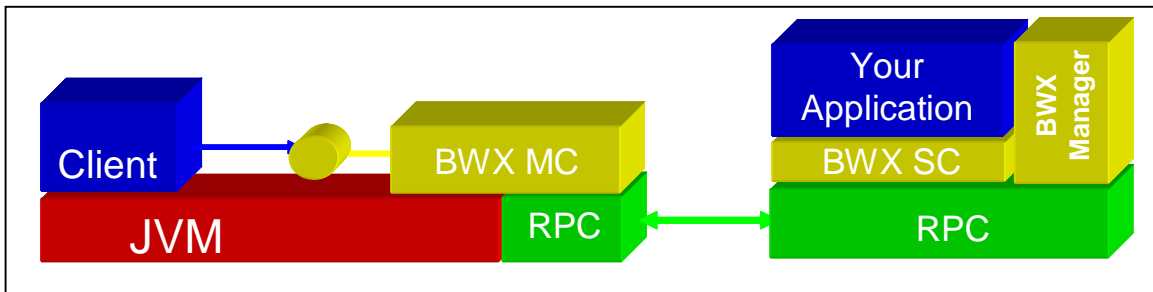 Client
BWX MC
JVM
RPC
Your
Application
BWX SC
BWX
Manager
RPC